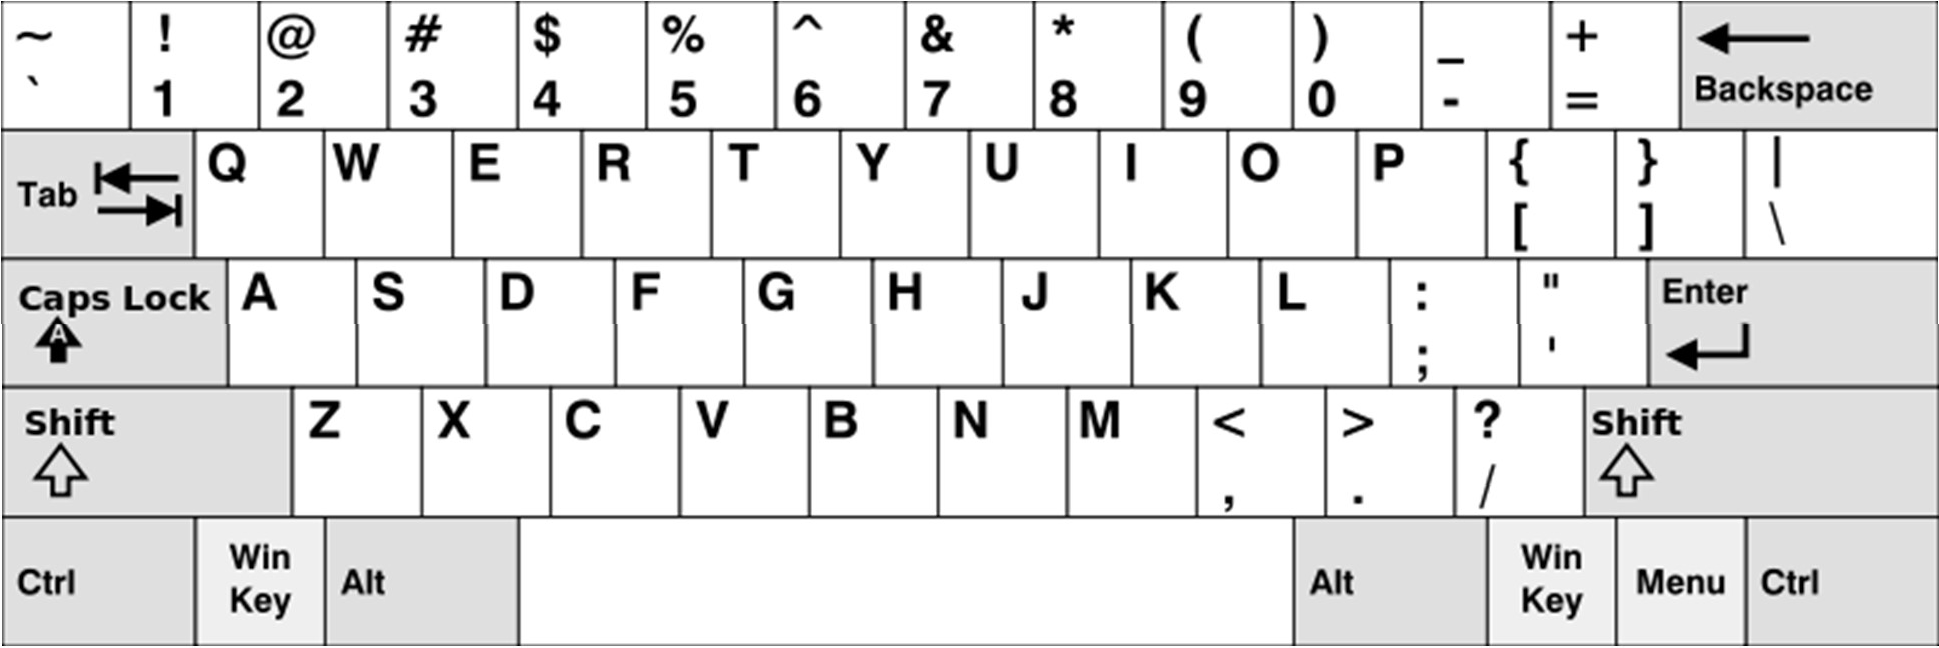 ~ ! @ # $ % ^ & * ( ) _ +
` 1 2 3 4 5 6 7 8 9 0 - = Backspace
Tab Q W E R T Y U I O P { } |
[ ] \
Caps Lock A S D F G H J K L : " Enter
A ; '
Shift Z X C V B N M < > ? Shift
, . /
Ctrl Win Key Alt Alt Win Key Menu Ctrl